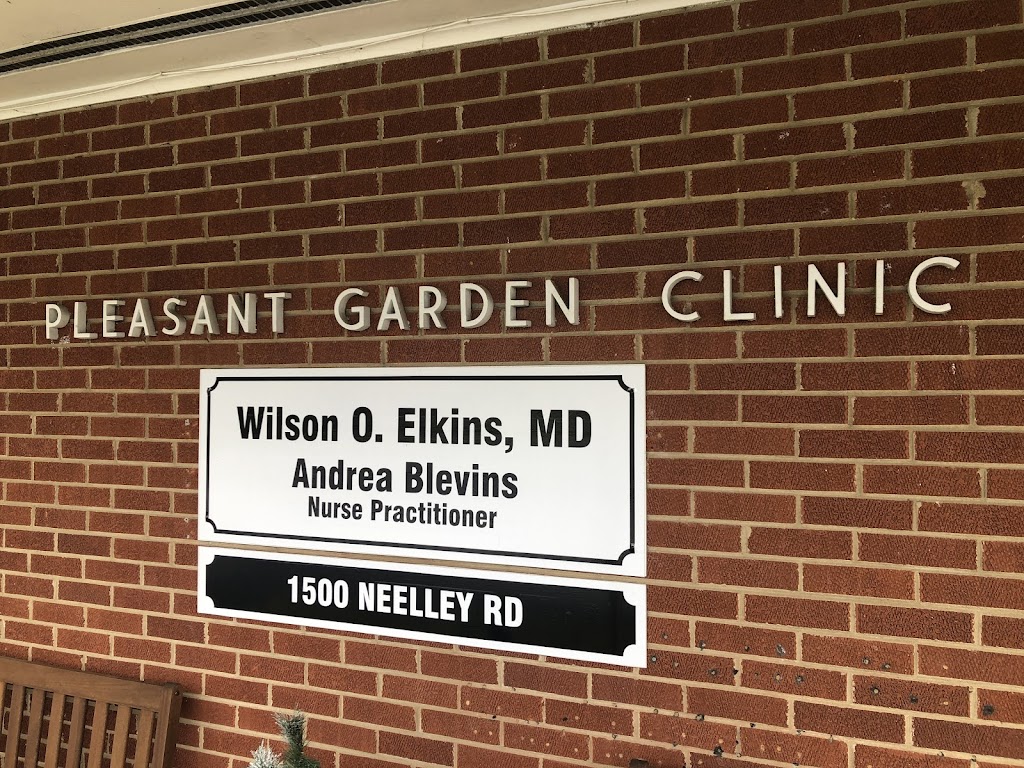 PLEASANT GARDEN CLINIC
Wilson O. Elkins, MD
Andrea Blevins
Nurse Practitioner
1500 NEELLEY RD